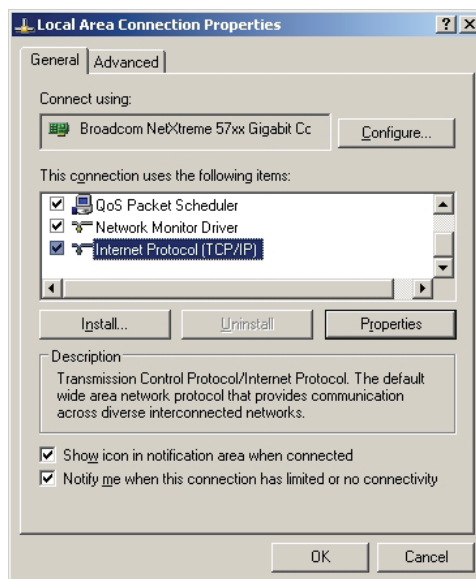 Local Area Connection Properties
General
Advanced
Connect using:
Broadcom NetXtreme 57xx Gigabit Cc
Configure...
This connection uses the following items:
QoS Packet Scheduler
Network Monitor Driver
Internet Protocol (TCP/IP)
Install...
Uninstall
Properties
Description
Transmission Control Protocol/Internet Protocol. The default
wide area network protocol that provides communication
across diverse interconnected networks.
Show icon in notification area when connected
Notify me when this connection has limited or no connectivity
OK
Cancel